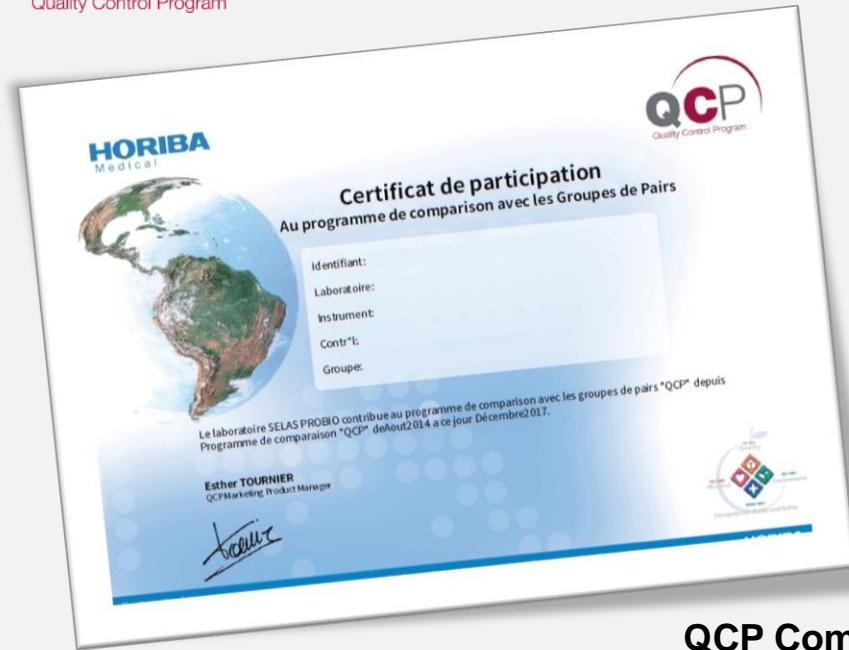 Quality Control Program
HORIBA
Medical
QCP
Quality Control Program
Certificat de participation
Au programme de comparison avec les Groupes de Pairs
Identifiant:
Laboratoire:
Instrument:
Contr*l:
Groupe:
Le laboratoire SELAS PROBIO contribue au programme de comparison avec les groupes de pairs "QCP" depuis
Programme de comparaison "QCP" deAout2014 a ce jour Décembre2017.
Esther TOURNIER
QCPMarketing Product Manager
Quality
QCP Com